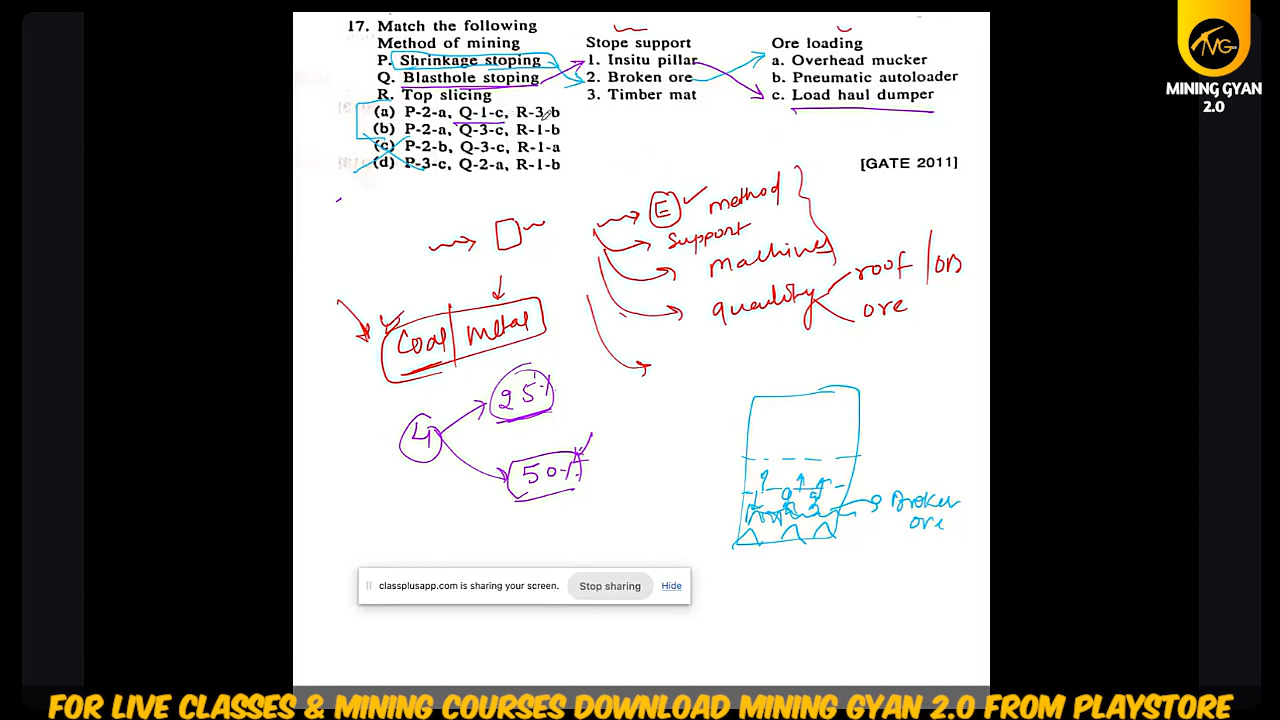 17. Match the following
Method of mining Stope support Ore loading
P. Shrinkage stoping 1. Insitu pillar a. Overhead mucker
Q. Blasthole stoping 2. Broken ore b. Pneumatic autoloader
R. Top slicing 3. Timber mat c. Load haul dumper
(a) P-2-a, Q-1-c, R-3-b
(b) P-2-a, Q-3-c, R-1-b
(c) P-2-b, Q-3-c, R-1-a
(d) P-3-c, Q-2-a, R-1-b
[GATE 2011]
E method
support
machines
quality roof
ore
Coal metal
4
25%
50%
Broken
ore
classplusapp.com is sharing your screen. Stop sharing Hide
TMG
MINING GYAN
2.0
FOR LIVE CLASSES & MINING COURSES DOWNLOAD MINING GYAN 2.0 FROM PLAYSTORE